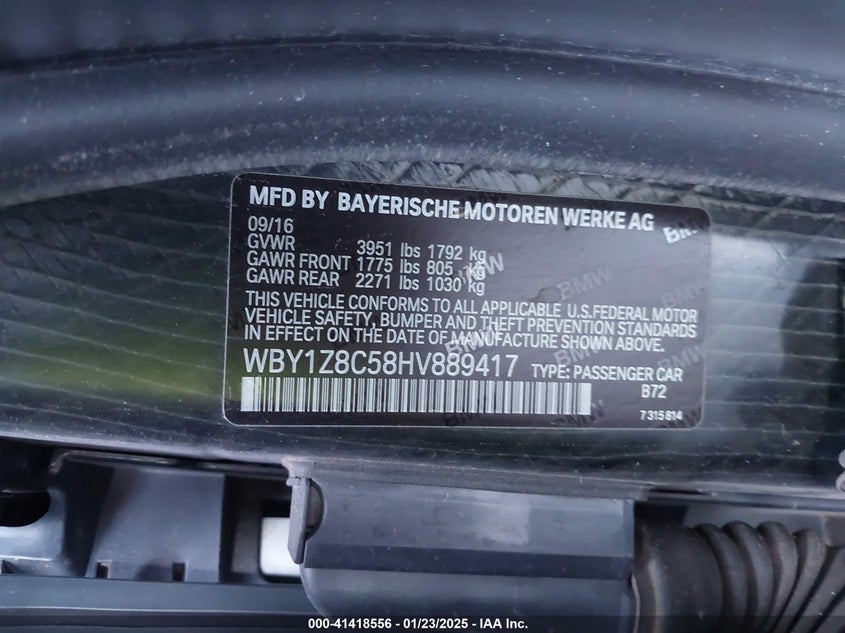 MFD BY BAYERISCHE MOTOREN WERKE AG
09/16
GVWR 3951 lbs 1792 kg
GAWR FRONT 1775 lbs 805 kg
GAWR REAR 2271 lbs 1030 kg
THIS VEHICLE CONFORMS TO ALL APPLICABLE U.S.FEDERAL MOTOR
VEHICLE SAFETY, BUMPER AND THEFT PREVENTION STANDARDS
IN EFFECT ON THE DATE OF MANUFACTURE SHOWN ABOVE.
WBY1Z8C58HV889417 TYPE: PASSENGER CAR
B72
7 315 814
000-41418556 - 01/23/2025 - IAA Inc.